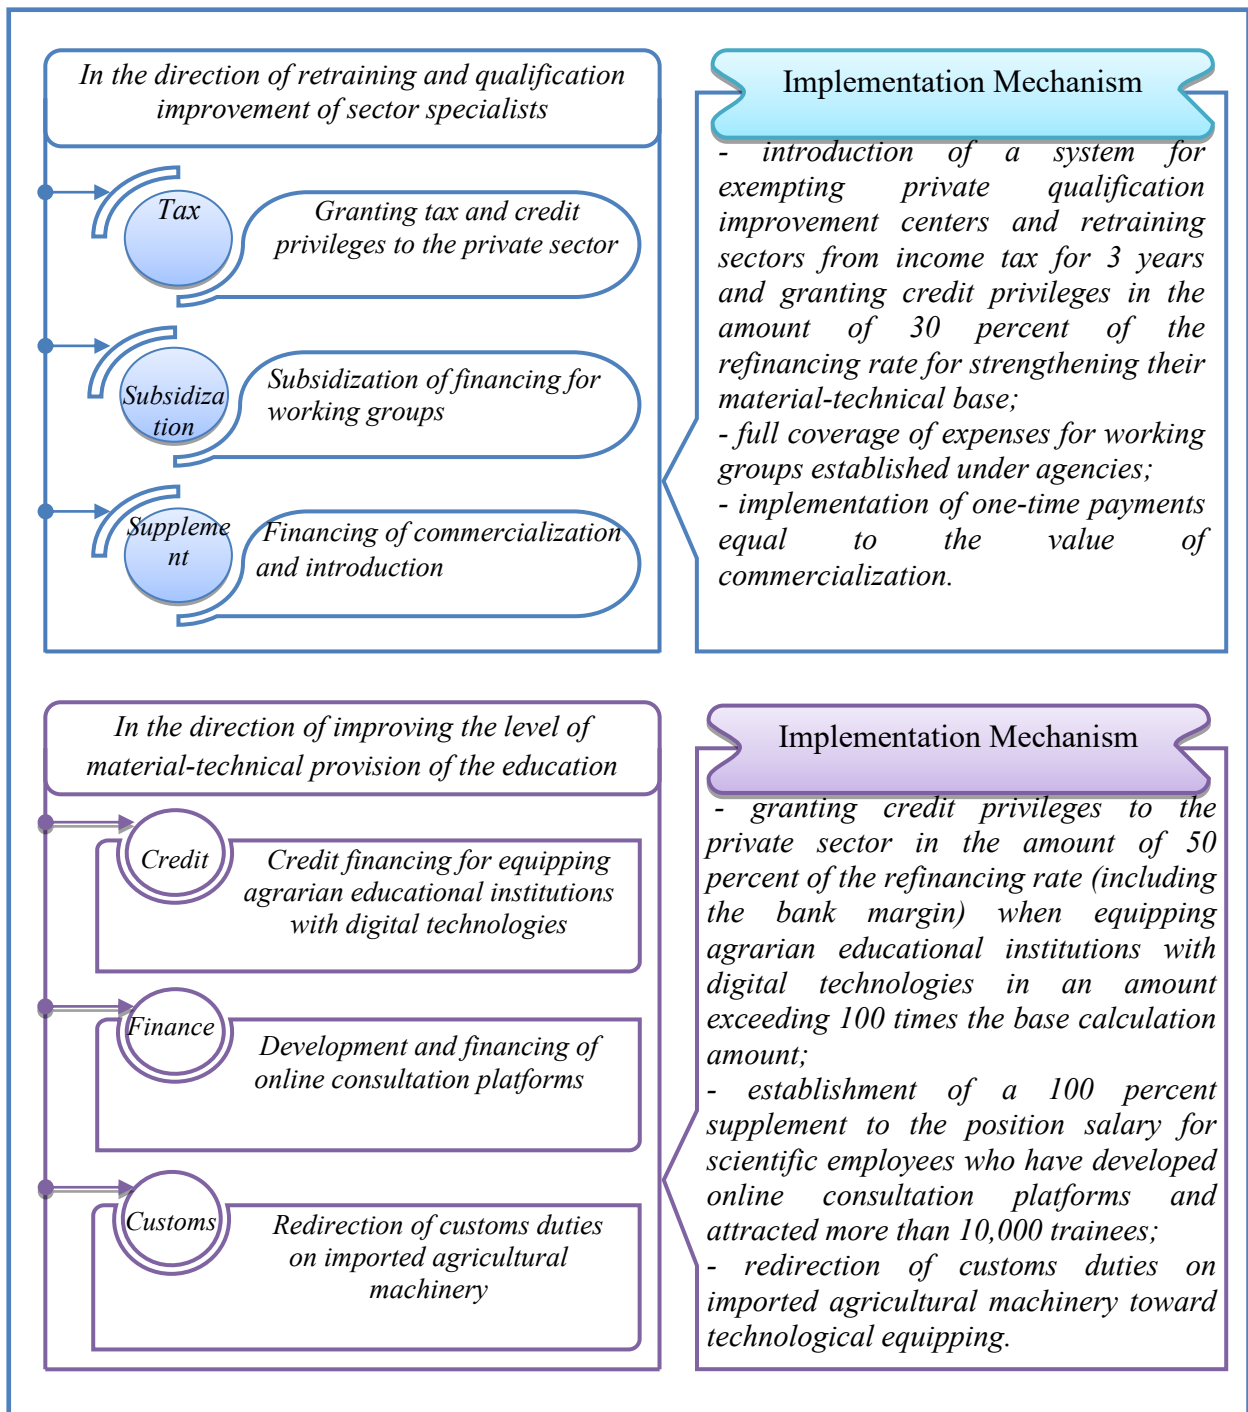 In the direction of retraining and qualification
improvement of sector specialists
Tax
Granting tax and credit
privileges to the private sector
Subsidiza
tion
Subsidization of financing for
working groups
Suppleme
nt
Financing of commercialization
and introduction
Implementation Mechanism
- introduction of a system for
exempting private qualification
improvement centers and retraining
sectors from income tax for 3 years
and granting credit privileges in the
amount of 30 percent of the
refinancing rate for strengthening their
material-technical base;
- full coverage of expenses for working
groups established under agencies;
- implementation of one-time payments
equal to the value of
commercialization.
In the direction of improving the level of
material-technical provision of the education
Credit
Credit financing for equipping
agrarian educational institutions
with digital technologies
Finance
Development and financing of
online consultation platforms
Customs
Redirection of customs duties
on imported agricultural
machinery
Implementation Mechanism
- granting credit privileges to the
private sector in the amount of 50
percent of the refinancing rate (including
the bank margin) when equipping
agrarian educational institutions with
digital technologies in an amount
exceeding 100 times the base calculation
amount;
- establishment of a 100 percent
supplement to the position salary for
scientific employees who have developed
online consultation platforms and
attracted more than 10,000 trainees;
- redirection of customs duties on
imported agricultural machinery toward
technological equipping.